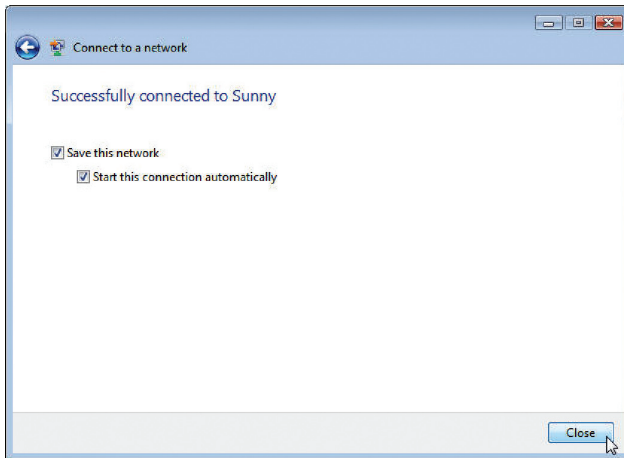 Connect to a network
Successfully connected to Sunny
Save this network
Start this connection automatically
Close